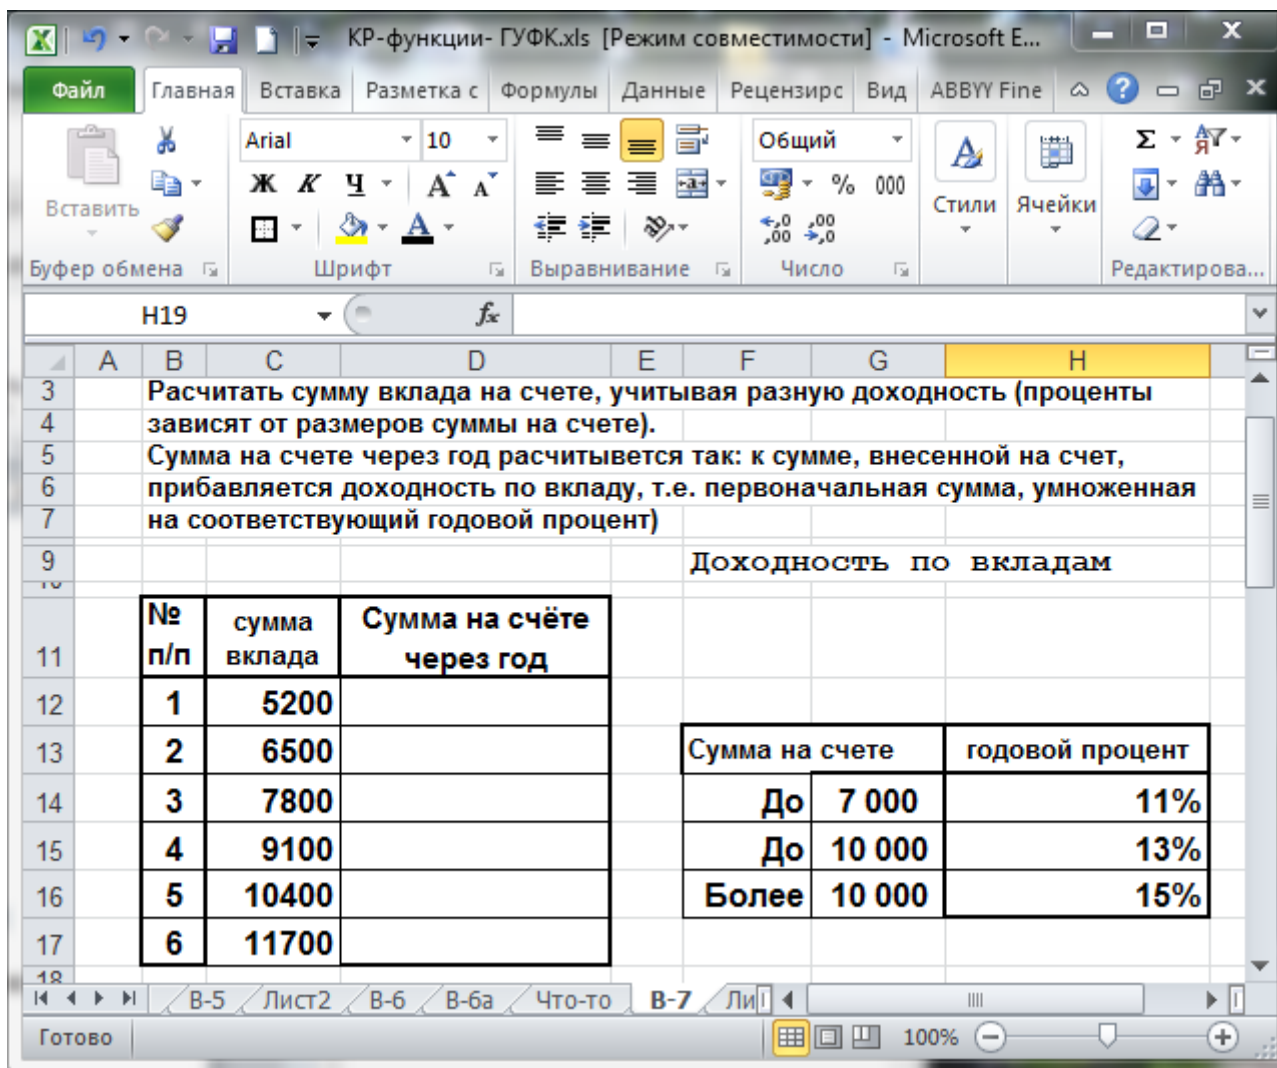 КР-функции- ГУФК.xls [Режим совместимости] - Microsoft E...
Файл Главная Вставка Разметка с Формулы Данные Рецензирс Вид ABBYY Fine
Вставить Arial 10 Общий Σ
Ж К Ч А А % 000 Стили Ячейки
Буфер обмена Шрифт Выравнивание Число Редактирова...
H19 fx
A B C D E F G H
3 Расчитать сумму вклада на счете, учитывая разную доходность (проценты
4 зависят от размеров суммы на счете).
5 Сумма на счете через год расчитывется так: к сумме, внесенной на счет,
6 прибавляется доходность по вкладу, т.е. первоначальная сумма, умноженная
7 на соответствующий годовой процент)
9 Доходность по вкладам
11 № п/п сумма вклада Сумма на счёте через год
12 1 5200
13 2 6500 Сумма на счете годовой процент
14 3 7800 До 7 000 11%
15 4 9100 До 10 000 13%
16 5 10400 Более 10 000 15%
17 6 11700
18
В-5 Лист2 В-6 В-6а Что-то В-7 Ли
Готово 100%